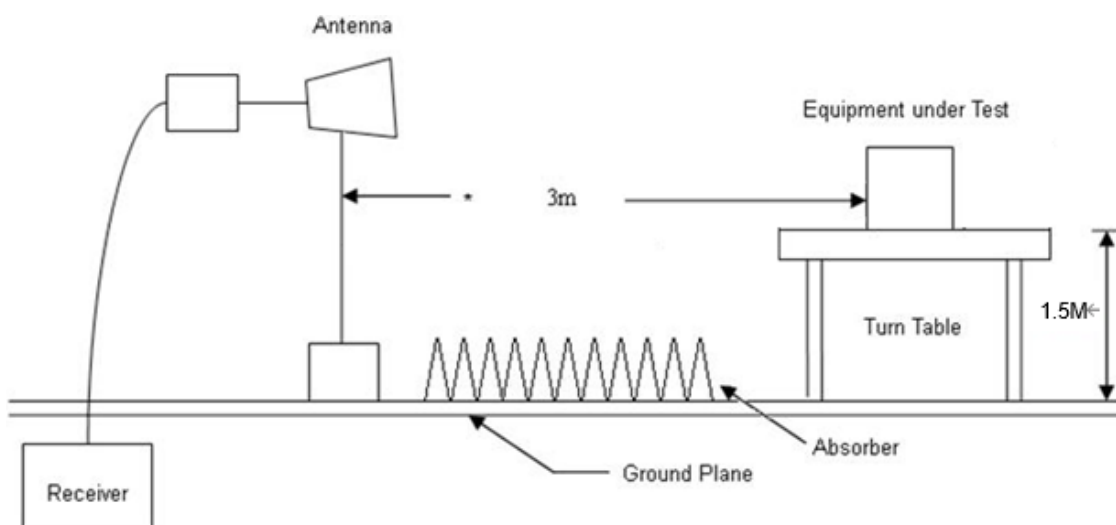 Antenna
Equipment under Test
* 3m
1.5M←
Turn Table
Absorber
Ground Plane
Receiver